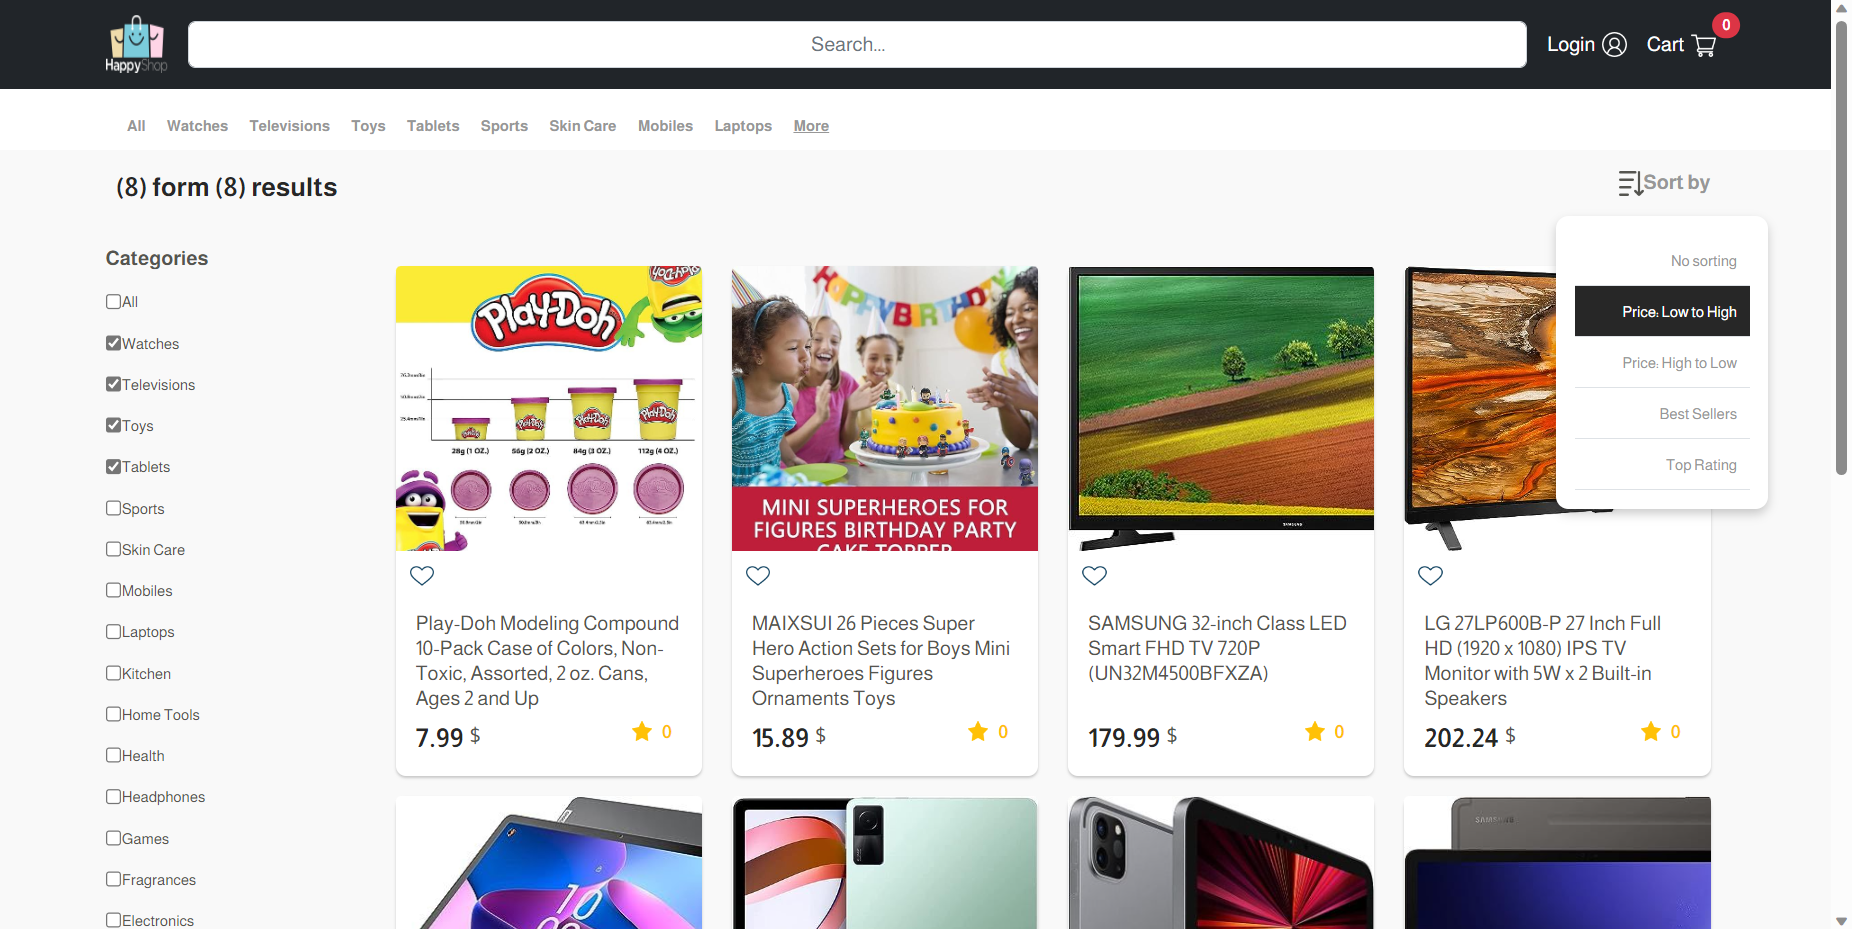 HappyShop
Search...
Login
Cart
0
All
Watches
Televisions
Toys
Tablets
Sports
Skin Care
Mobiles
Laptops
More
(8) form (8) results
Sort by
No sorting
Price: Low to High
Price: High to Low
Best Sellers
Top Rating
Categories
All
Watches
Televisions
Toys
Tablets
Sports
Skin Care
Mobiles
Laptops
Kitchen
Home Tools
Health
Headphones
Games
Fragrances
Electronics
Play-Doh
28g (1 OZ.)
56g (2 OZ.)
84g (3 OZ.)
112g (4 OZ.)
Play-Doh Modeling Compound
10-Pack Case of Colors, Non-
Toxic, Assorted, 2 oz. Cans,
Ages 2 and Up
7.99 $
0
MINI SUPERHEROES FOR
FIGURES BIRTHDAY PARTY
CAKE TOPPER
MAIXSUI 26 Pieces Super
Hero Action Sets for Boys Mini
Superheroes Figures
Ornaments Toys
15.89 $
0
SAMSUNG
SAMSUNG 32-inch Class LED
Smart FHD TV 720P
(UN32M4500BFXZA)
179.99 $
0
LG 27LP600B-P 27 Inch Full
HD (1920 x 1080) IPS TV
Monitor with 5W x 2 Built-in
Speakers
202.24 $
0
SAMSUNG